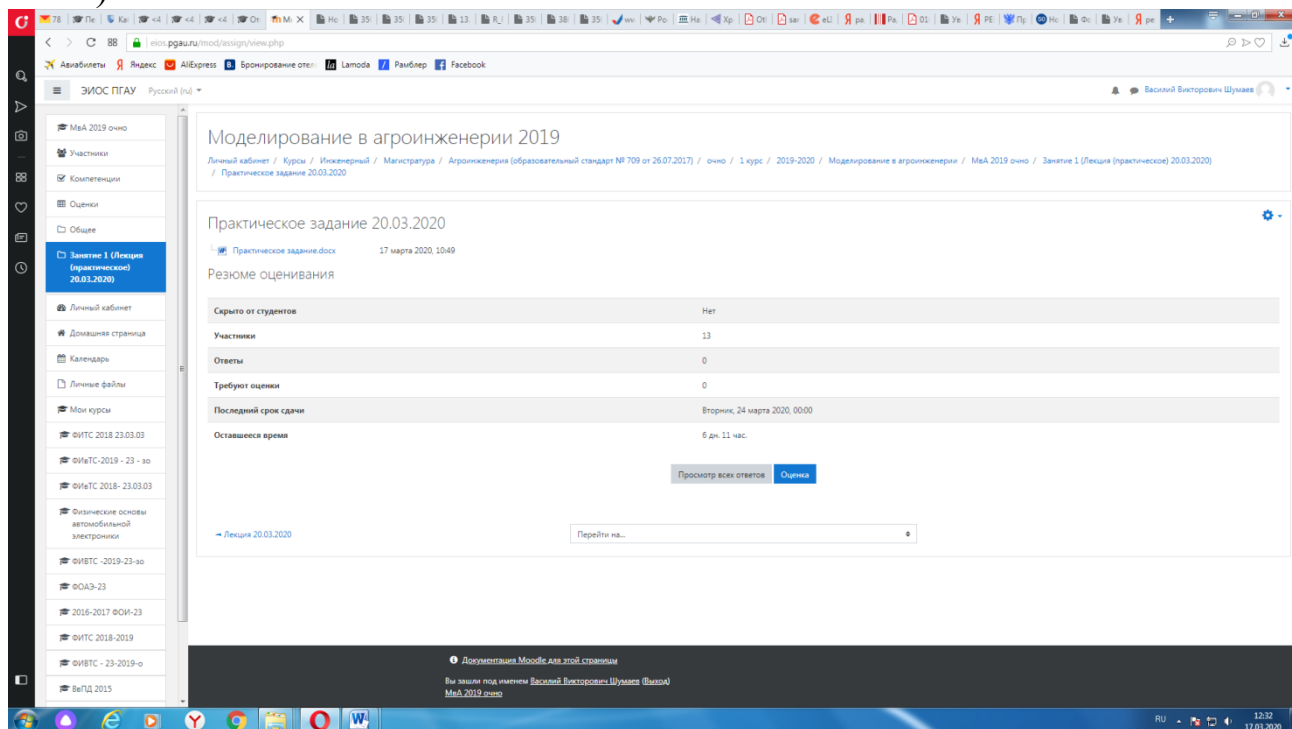 )
eios.pgau.ru/mod/assign/view.php
Авиабилеты Яндекс AliExpress Бронирование отел Lamoda Рамблер Facebook
ЭИОС ПГАУ Русский (ru)
Василий Викторович Шумаев
МвА 2019 очно
Участники
Компетенции
Оценки
Общее
Занятие 1 (Лекция
(практическое)
20.03.2020)
Личный кабинет
Домашняя страница
Календарь
Личные файлы
Мои курсы
ФИТС 2018 23.03.03
ФИвТС-2019 - 23 - зо
ФИвТС 2018- 23.03.03
Физические основы
автомобильной
электроники
ФИВТС -2019-23-зо
ФОАЭ-23
2016-2017 ФОИ-23
ФИТС 2018-2019
ФИВТС - 23-2019-о
ВвПД 2015
Моделирование в агроинженерии 2019
Личный кабинет / Курсы / Инженерный / Магистратура / Агроинженерия (образовательный стандарт № 709 от 26.07.2017) / очно / 1 курс / 2019-2020 / Моделирование в агроинженерии / МвА 2019 очно / Занятие 1 (Лекция (практическое) 20.03.2020)
/ Практическое задание 20.03.2020
Практическое задание 20.03.2020
Практическое задание.docx 17 марта 2020, 10:49
Резюме оценивания
Скрыто от студентов Нет
Участники 13
Ответы 0
Требуют оценки 0
Последний срок сдачи Вторник, 24 марта 2020, 00:00
Оставшееся время 6 дн. 11 час.
Просмотр всех ответов Оценка
→ Лекция 20.03.2020 Перейти на...
Документация Moodle для этой страницы
Вы зашли под именем Василий Викторович Шумаев (Выход)
МвА 2019 очно
RU 12:32
17.03.2020